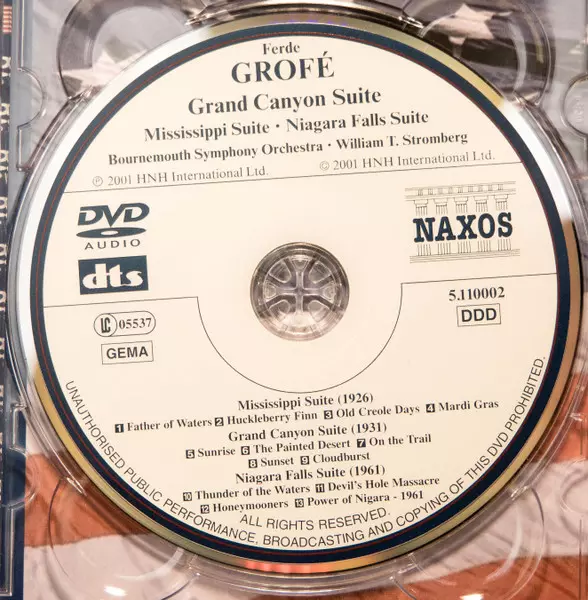 Ferde
GROFÉ
Grand Canyon Suite
Mississippi Suite · Niagara Falls Suite
Bournemouth Symphony Orchestra · William T. Stromberg
℗ 2001 HNH International Ltd. © 2001 HNH International Ltd.
DVD
AUDIO
dts
NAXOS
5.110002
DDD
LC 05537
GEMA
Mississippi Suite (1926)
1 Father of Waters 2 Huckleberry Finn 3 Old Creole Days 4 Mardi Gras
Grand Canyon Suite (1931)
5 Sunrise 6 The Painted Desert 7 On the Trail
8 Sunset 9 Cloudburst
Niagara Falls Suite (1961)
10 Thunder of the Waters 11 Devil's Hole Massacre
12 Honeymooners 13 Power of Nigara - 1961
ALL RIGHTS RESERVED.
UNAUTHORISED PUBLIC PERFORMANCE, BROADCASTING AND COPYING OF THIS DVD PROHIBITED.